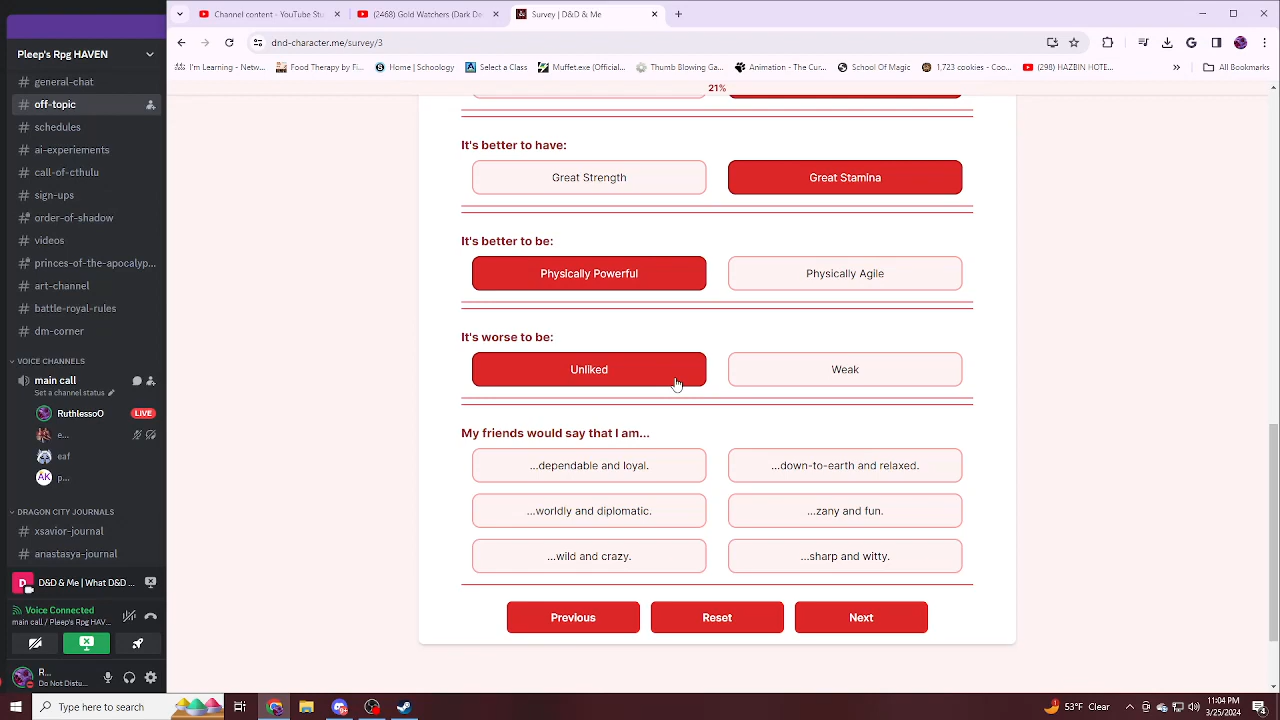 Channel content - YouTube Stu
(2468) Gold Watchers (Dark De
Survey | D&D & Me
dnd-character.me/survey/3
I'm Learning - Netw...
Food Therapy by Fi...
Home | Schoology
Select a Class
Muffet.exe (Official...
Thumb Blowing Ga...
Animation - The Cur...
School Of Magic
1,723 cookies - Coo...
(298) HAZBIN HOTE...
»
All Bookmarks
Pleep's Rpg HAVEN
# general-chat
# off-topic
# schedules
# ai-experiements
# call-of-cthulu
# sign-ups
# order-of-shadow
# videos
# princes-of-the-apocalyp...
# art-channel
# battle-royal-rules
# dm-corner
VOICE CHANNELS
main call
Set a channel status
RuthlessoO LIVE
e...
eaf
AK p...
DRAGON CITY JOURNALS
# xsavior-journal
# anastasya-journal
D D&D & Me | What D&D ...
Voice Connected
main call / Pleep's Rpg HAV...
R...
Do Not Distu...
21%
It's better to have:
Great Strength
Great Stamina
It's better to be:
Physically Powerful
Physically Agile
It's worse to be:
Unliked
Weak
My friends would say that I am...
...dependable and loyal.
...down-to-earth and relaxed.
...worldly and diplomatic.
...zany and fun.
...wild and crazy.
...sharp and witty.
Previous
Reset
Next
Type here to search
53°F Clear
11:04 PM
3/25/2024